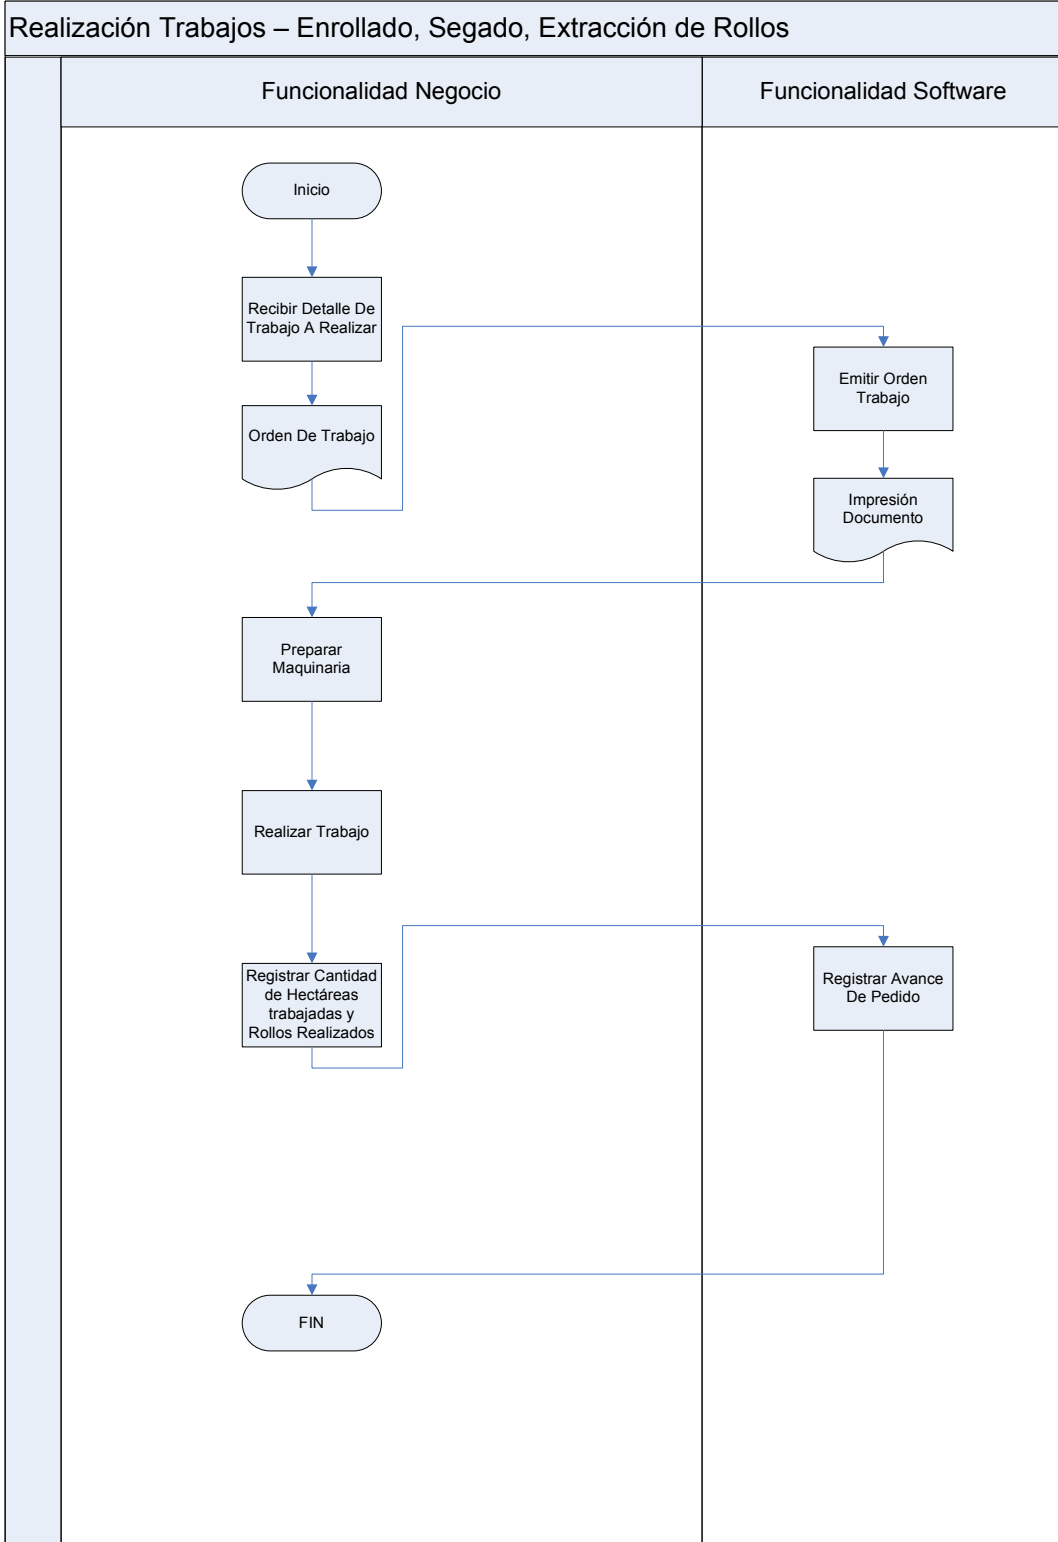 Realización Trabajos – Enrollado, Segado, Extracción de Rollos
Funcionalidad Negocio
Funcionalidad Software
Inicio
Recibir Detalle De
Trabajo A Realizar
Orden De Trabajo
Emitir Orden
Trabajo
Impresión
Documento
Preparar
Maquinaria
Realizar Trabajo
Registrar Cantidad
de Hectáreas
trabajadas y
Rollos Realizados
Registrar Avance
De Pedido
FIN